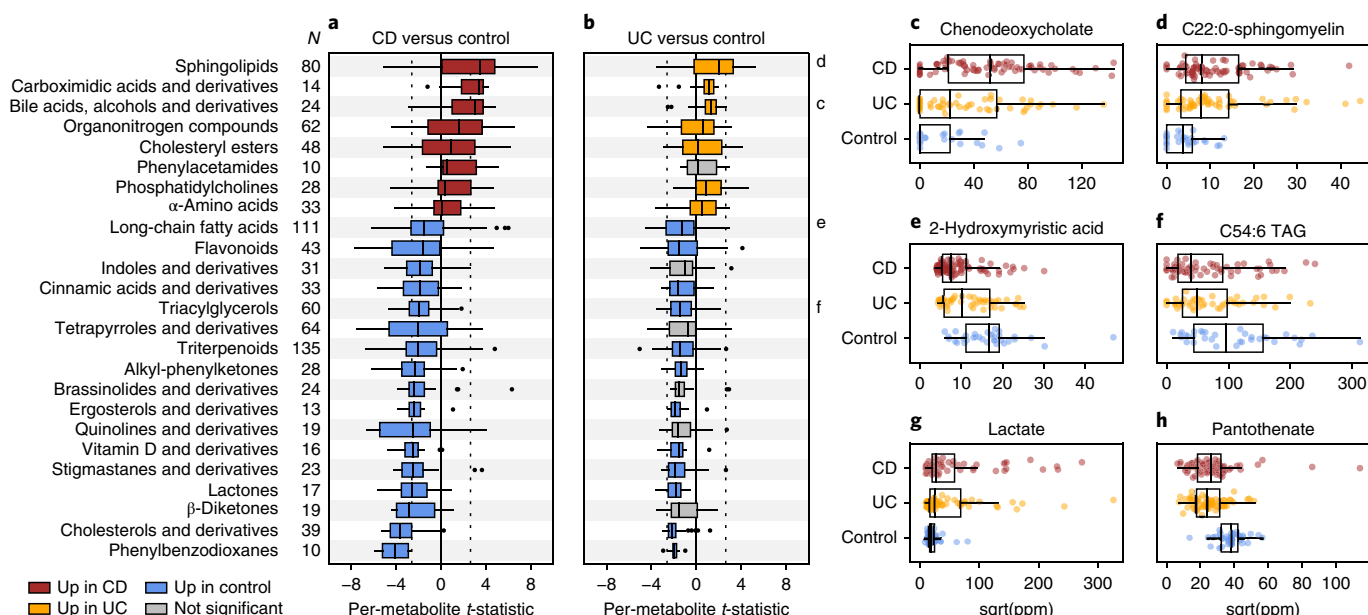 a
b
N
CD versus control
UC versus control
Sphingolipids 80
Carboximidic acids and derivatives 14
Bile acids, alcohols and derivatives 24
Organonitrogen compounds 62
Cholesteryl esters 48
Phenylacetamides 10
Phosphatidylcholines 28
α-Amino acids 33
Long-chain fatty acids 111
Flavonoids 43
Indoles and derivatives 31
Cinnamic acids and derivatives 33
Triacylglycerols 60
Tetrapyrroles and derivatives 64
Triterpenoids 135
Alkyl-phenylketones 28
Brassinolides and derivatives 24
Ergosterols and derivatives 13
Quinolines and derivatives 19
Vitamin D and derivatives 16
Stigmastanes and derivatives 23
Lactones 17
β-Diketones 19
Cholesterols and derivatives 39
Phenylbenzodioxanes 10
d
c
e
f
–8 –4 0 4 8
–8 –4 0 4 8
Per-metabolite t-statistic
Per-metabolite t-statistic
Up in CD
Up in control
Up in UC
Not significant
c
Chenodeoxycholate
CD
UC
Control
0 40 80 120
d
C22:0-sphingomyelin
0 20 40
e
2-Hydroxymyristic acid
CD
UC
Control
0 10 20 30 40
f
C54:6 TAG
0 100 200 300
g
Lactate
CD
UC
Control
0 100 200 300
sqrt(ppm)
h
Pantothenate
0 40 80 120
sqrt(ppm)